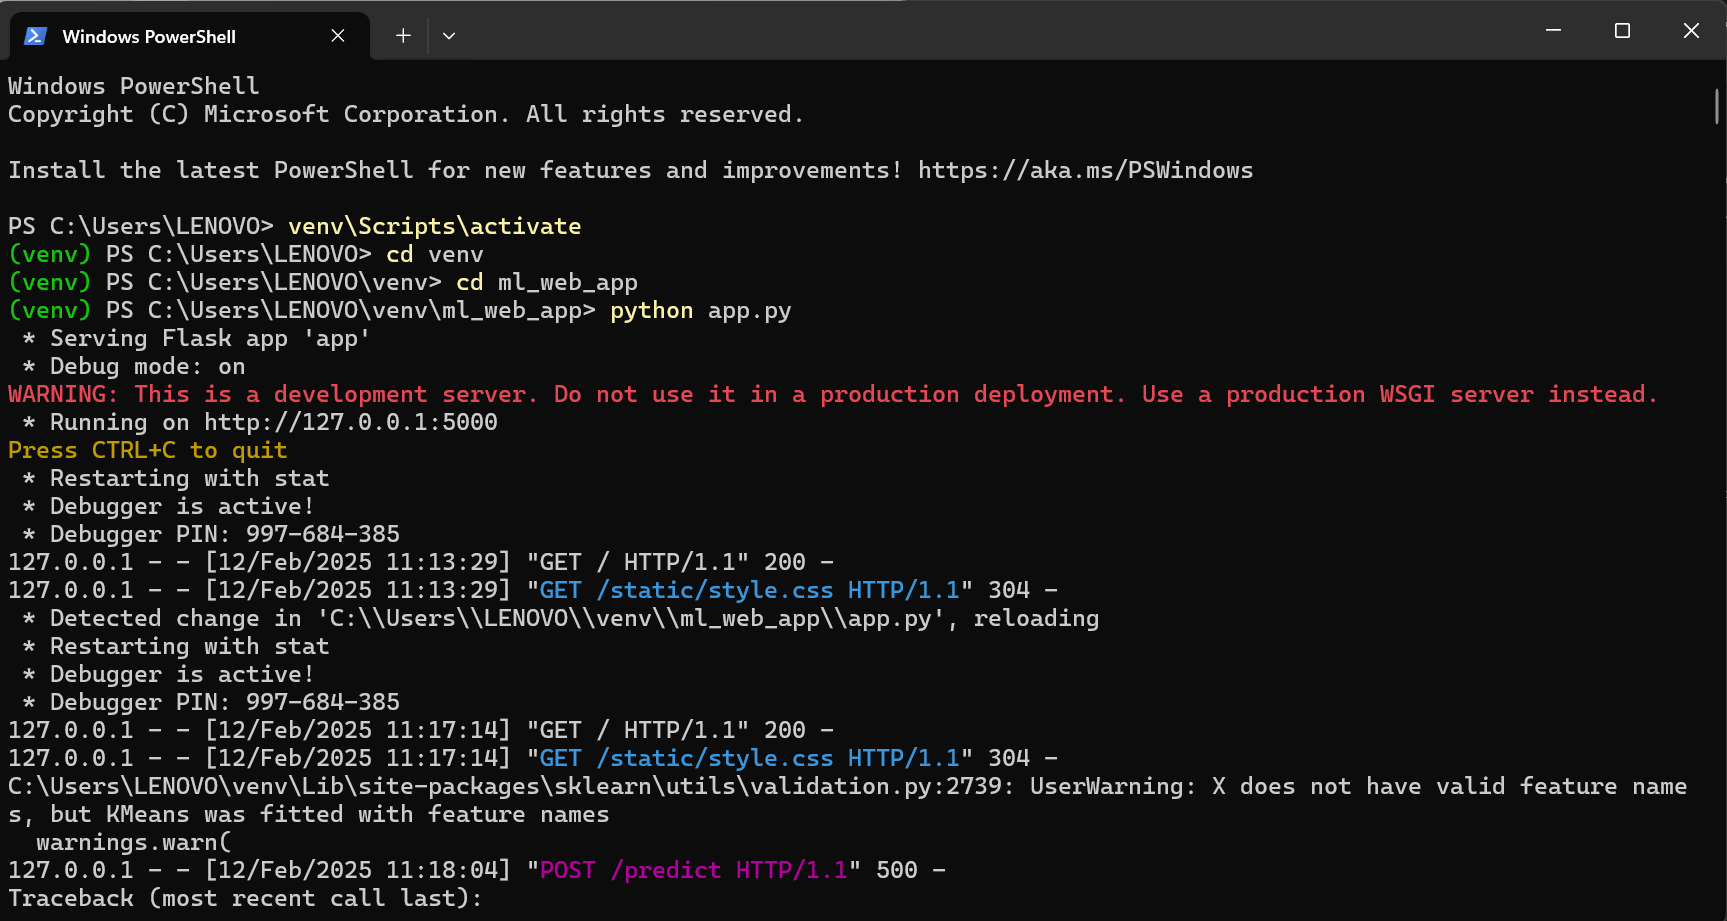 Windows PowerShell
Windows PowerShell
Copyright (C) Microsoft Corporation. All rights reserved.
Install the latest PowerShell for new features and improvements! https://aka.ms/PSWindows
PS C:\Users\LENOVO> venv\Scripts\activate
(venv) PS C:\Users\LENOVO> cd venv
(venv) PS C:\Users\LENOVO\venv> cd ml_web_app
(venv) PS C:\Users\LENOVO\venv\ml_web_app> python app.py
 * Serving Flask app 'app'
 * Debug mode: on
WARNING: This is a development server. Do not use it in a production deployment. Use a production WSGI server instead.
 * Running on http://127.0.0.1:5000
Press CTRL+C to quit
 * Restarting with stat
 * Debugger is active!
 * Debugger PIN: 997-684-385
127.0.0.1 - - [12/Feb/2025 11:13:29] "GET / HTTP/1.1" 200 -
127.0.0.1 - - [12/Feb/2025 11:13:29] "GET /static/style.css HTTP/1.1" 304 -
 * Detected change in 'C:\\Users\\LENOVO\\venv\\ml_web_app\\app.py', reloading
 * Restarting with stat
 * Debugger is active!
 * Debugger PIN: 997-684-385
127.0.0.1 - - [12/Feb/2025 11:17:14] "GET / HTTP/1.1" 200 -
127.0.0.1 - - [12/Feb/2025 11:17:14] "GET /static/style.css HTTP/1.1" 304 -
C:\Users\LENOVO\venv\Lib\site-packages\sklearn\utils\validation.py:2739: UserWarning: X does not have valid feature name
s, but KMeans was fitted with feature names
  warnings.warn(
127.0.0.1 - - [12/Feb/2025 11:18:04] "POST /predict HTTP/1.1" 500 -
Traceback (most recent call last):